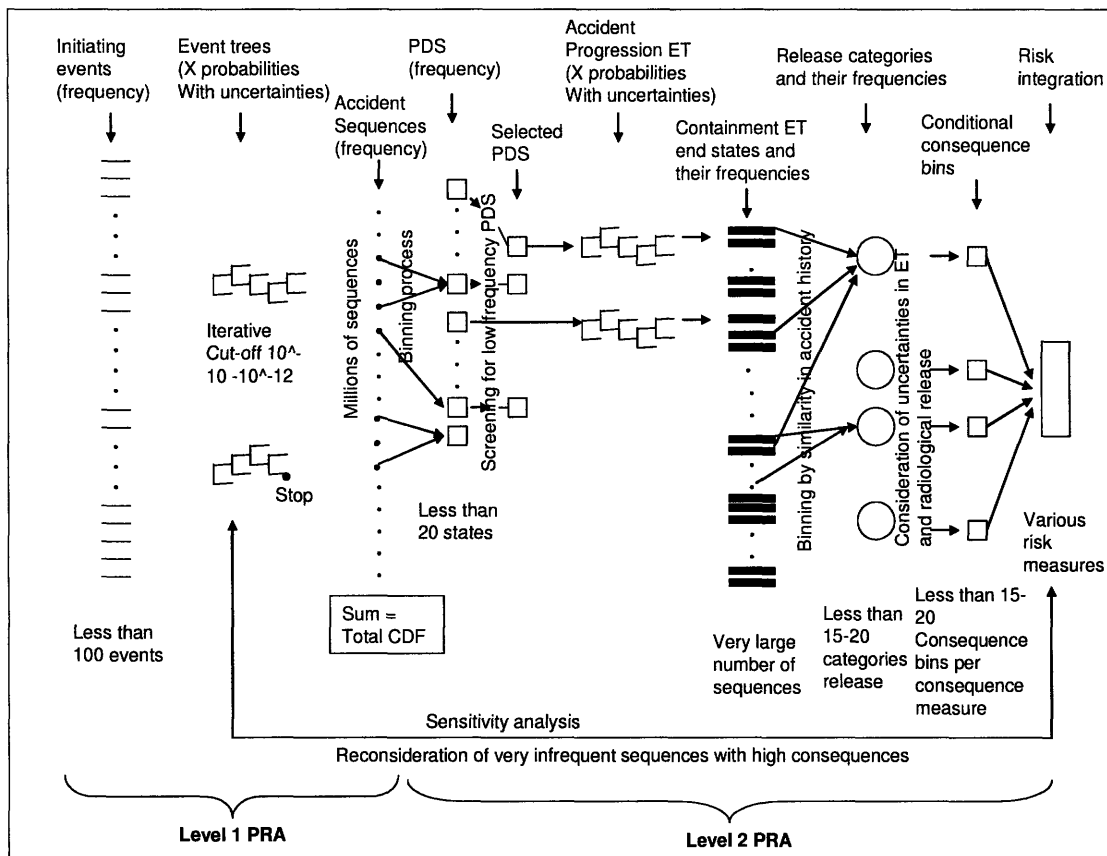 Initiating
events
(frequency)
Event trees
(X probabilities
With uncertainties)
Accident
Sequences
(frequency)
PDS
(frequency)
Selected
PDS
Accident
Progression ET
(X probabilities
With uncertainties)
Containment ET
end states and
their frequencies
Release categories
and their frequencies
Conditional
consequence
bins
Risk
integration
Iterative
Cut-off 10^-
10 -10^-12
Stop
Millions of sequences
Binning process
Screening for low frequency PDS
Binning by similarity in accident history
Consideration of uncertainties in ET
and radiological release
Less than
100 events
Sum =
Total CDF
Less than
20 states
Very large
number of
sequences
Less than
15-20
categories
release
Less than 15-
20
Consequence
bins per
consequence
measure
Various
risk
measures
Sensitivity analysis
Reconsideration of very infrequent sequences with high consequences
Level 1 PRA
Level 2 PRA